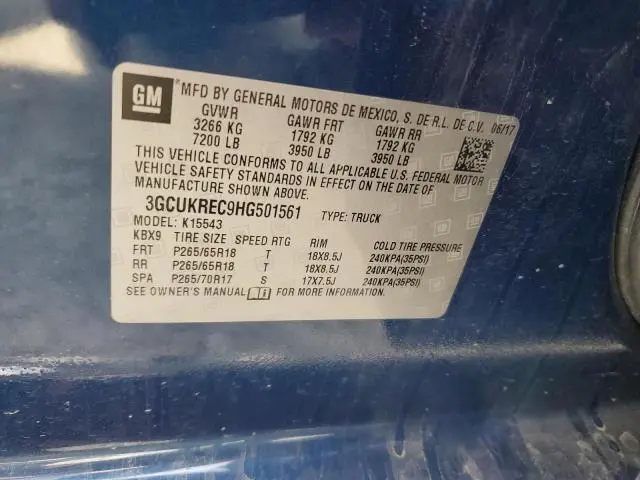 GM
*MFD BY GENERAL MOTORS DE MEXICO, S. DE R.L. DE C.V. 06/17
GVWR GAWR FRT GAWR RR
3266 KG 1792 KG 1792 KG
7200 LB 3950 LB 3950 LB
THIS VEHICLE CONFORMS TO ALL APPLICABLE U.S. FEDERAL MOTOR
VEHICLE SAFETY STANDARDS IN EFFECT ON THE DATE OF
MANUFACTURE SHOWN ABOVE.
3GCUKREC9HG501561 TYPE: TRUCK
MODEL: K15543
KBX9 TIRE SIZE SPEED RTG RIM COLD TIRE PRESSURE
FRT P265/65R18 T 18X8.5J 240KPA(35PSI)
RR P265/65R18 T 18X8.5J 240KPA(35PSI)
SPA P265/70R17 S 17X7.5J 240KPA(35PSI)
SEE OWNER'S MANUAL FOR MORE INFORMATION.